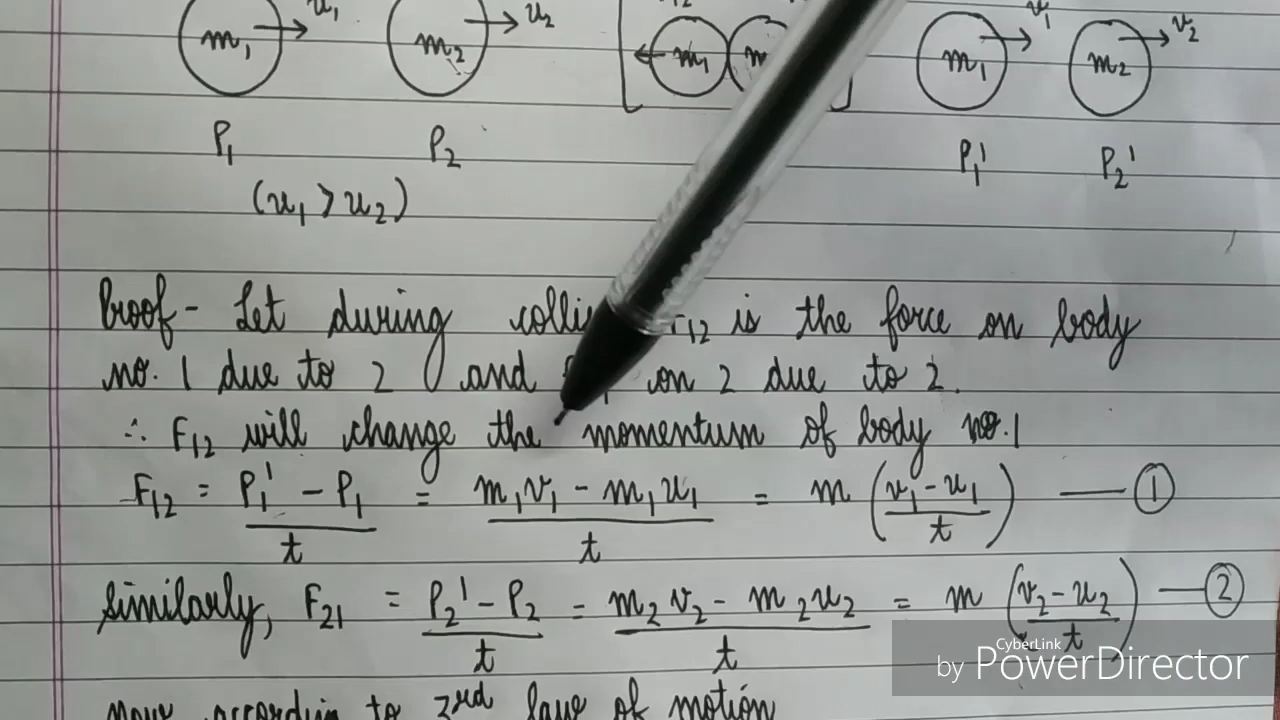 u₁ u₂ v₁ v₂
m₁ m₂ m₁ m₁ m₂
P₁ P₂ P₁' P₂'
(u₁ > u₂)
Proof - Let during is the force on body
no. 1 due to 2 and on 2 due to 2.
∴ F₁₂ will change the momentum of body no. 1
F₁₂ = (P₁' - P₁)/t = (m₁v₁ - m₁u₁)/t = m ((v₁ - u₁)/t) — ①
Similarly, F₂₁ = (P₂' - P₂)/t = (m₂v₂ - m₂u₂)/t = m ((v₂ - u₂)/t) — ②
to 3rd law of motion
CyberLink
by PowerDirector